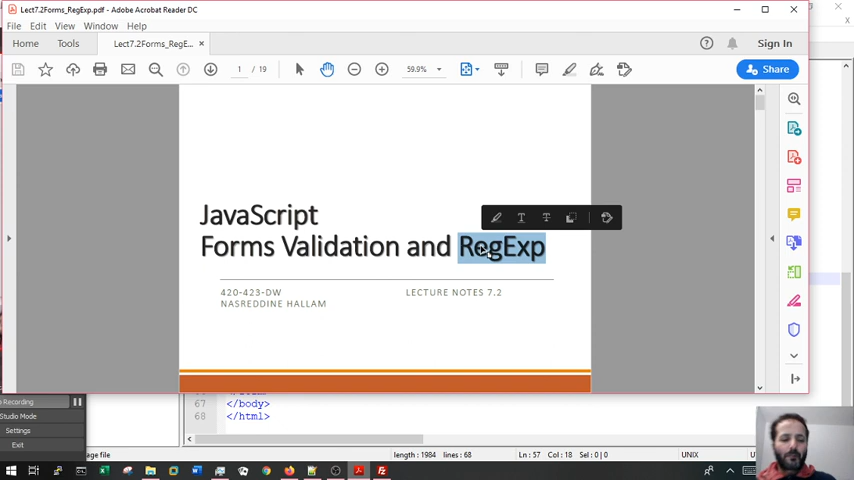 Lect7.2Forms_RegExp.pdf - Adobe Acrobat Reader DC
File Edit View Window Help
Home Tools Lect7.2Forms_RegE... ×
Sign In
1 / 19 59.9% Share
JavaScript
Forms Validation and RegExp
420-423-DW LECTURE NOTES 7.2
NASREDDINE HALLAM
Recording
Studio Mode
Settings
Exit
67 </body>
68 </html>
age file length : 1984 lines : 68 Ln : 57 Col : 18 Sel : 0 | 0 UNIX